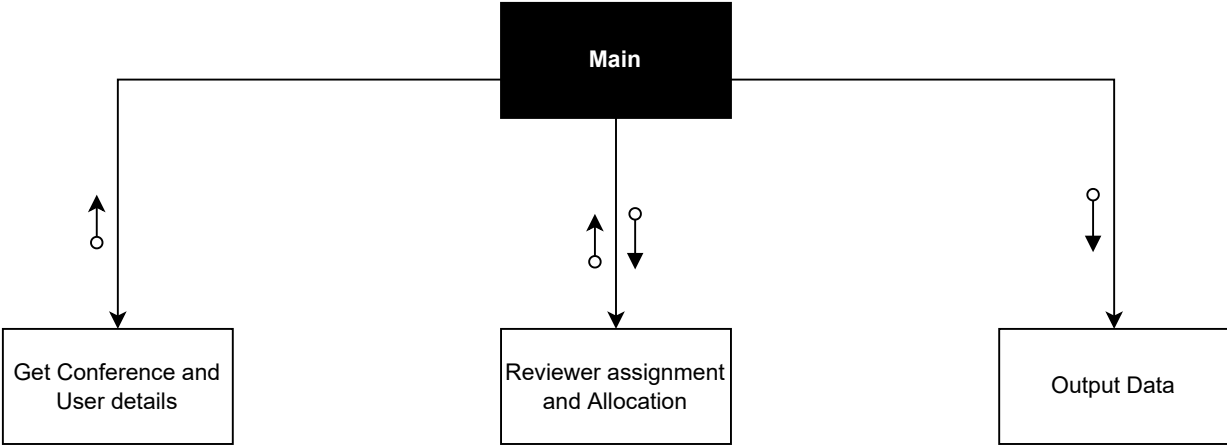 Main
Get Conference and
User details
Reviewer assignment
and Allocation
Output Data